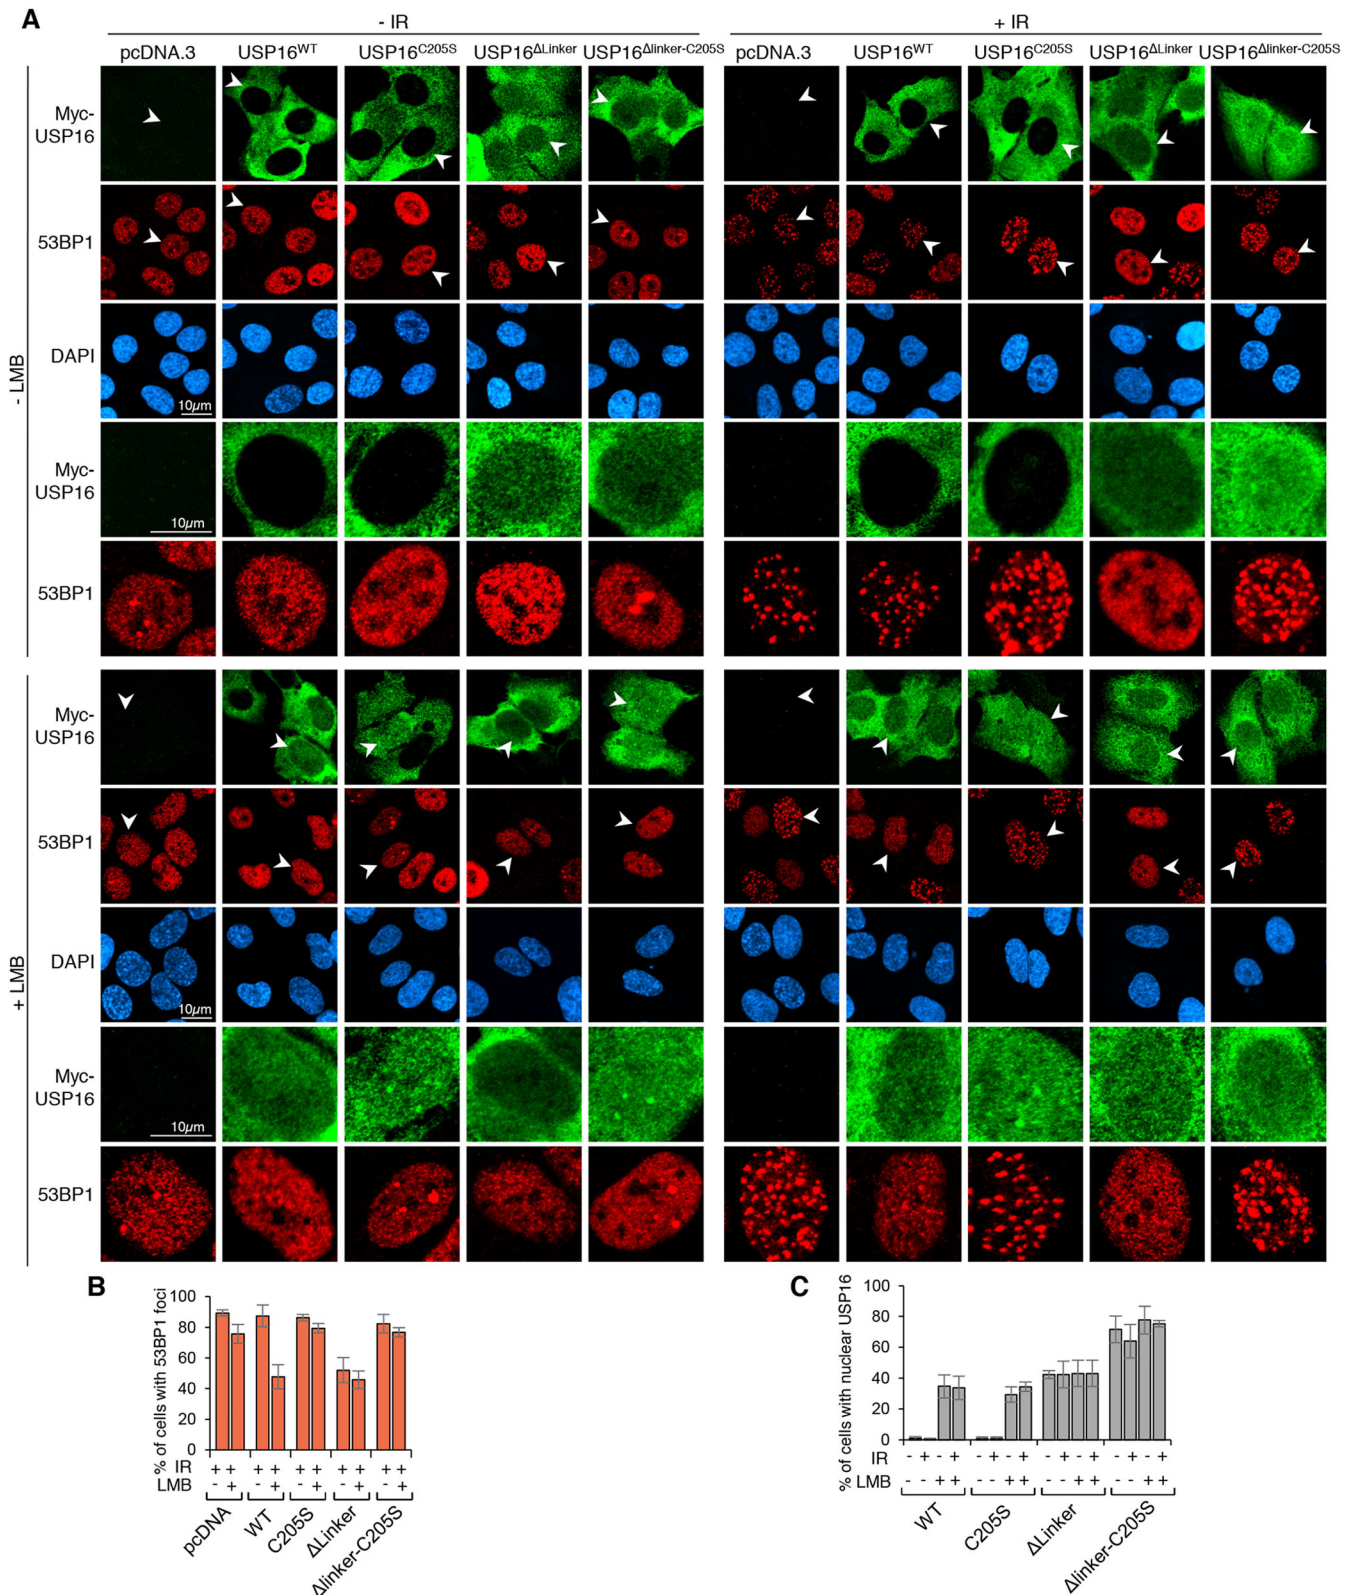 A
- IR
+ IR
pcDNA.3 USP16WT USP16C205S USP16ΔLinker USP16Δlinker-C205S pcDNA.3 USP16WT USP16C205S USP16ΔLinker USP16Δlinker-C205S
Myc-
USP16
53BP1
- LMB
DAPI
10µm
Myc-
USP16
10µm
53BP1
Myc-
USP16
53BP1
+ LMB
DAPI
10µm
Myc-
USP16
10µm
53BP1
B
% of cells with 53BP1 foci
100
80
60
40
20
0
% IR + + + + + + + + + +
LMB - + - + - + - + - +
pcDNA WT C205S ΔLinker Δlinker-C205S
C
% of cells with nuclear USP16
100
80
60
40
20
0
IR - + - + - + - + - + - + - + - +
% LMB - - + + - - + + - - + + - - + +
WT C205S ΔLinker Δlinker-C205S